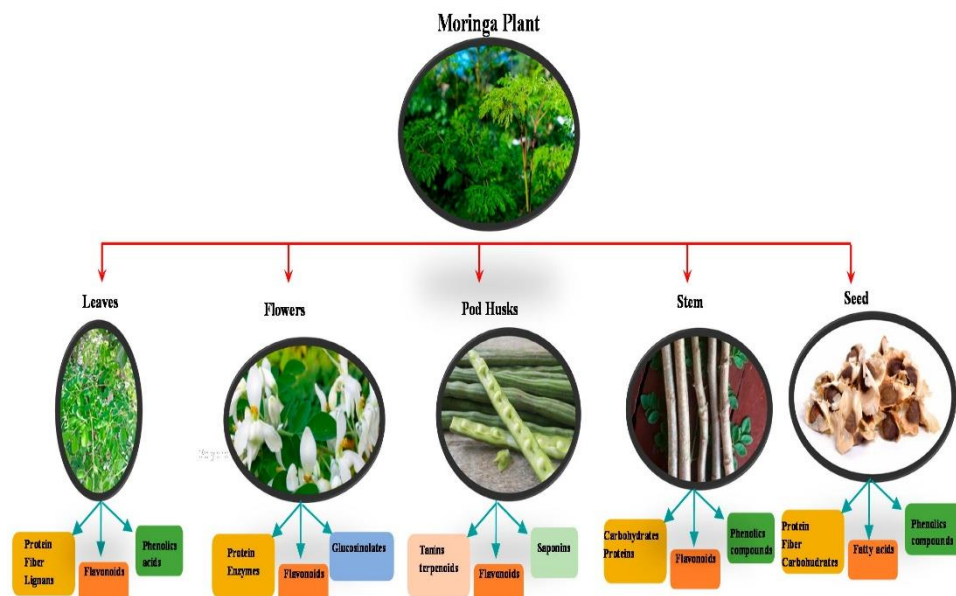 Moringa Plant
Leaves
Flowers
Pod Husks
Stem
Seed
Protein
Fiber
Lignans
Flavonoids
Phenolics
acids
Protein
Enzymes
Flavonoids
Glucosinolates
Tanins
terpenoids
Flavonoids
Saponins
Carbohydrates
Proteins
Flavonoids
Phenolics
compounds
Protein
Fiber
Carbohudrates
Fatty acids
Phenolics
compounds